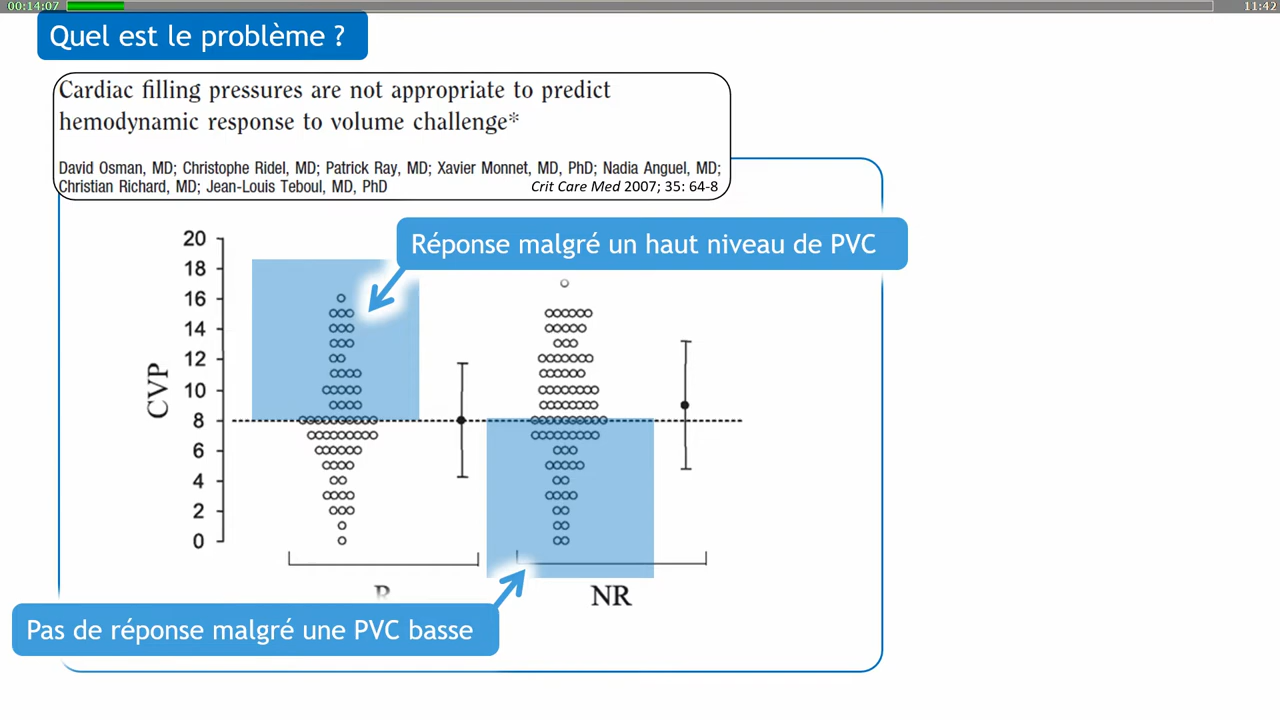 00:14:07
11:42
Quel est le problème ?
Cardiac filling pressures are not appropriate to predict
hemodynamic response to volume challenge*
David Osman, MD; Christophe Ridel, MD; Patrick Ray, MD; Xavier Monnet, MD, PhD; Nadia Anguel, MD;
Christian Richard, MD; Jean-Louis Teboul, MD, PhD
Crit Care Med 2007; 35: 64-8
Réponse malgré un haut niveau de PVC
20
18
16
14
12
10
8
6
4
2
0
CVP
R
NR
Pas de réponse malgré une PVC basse